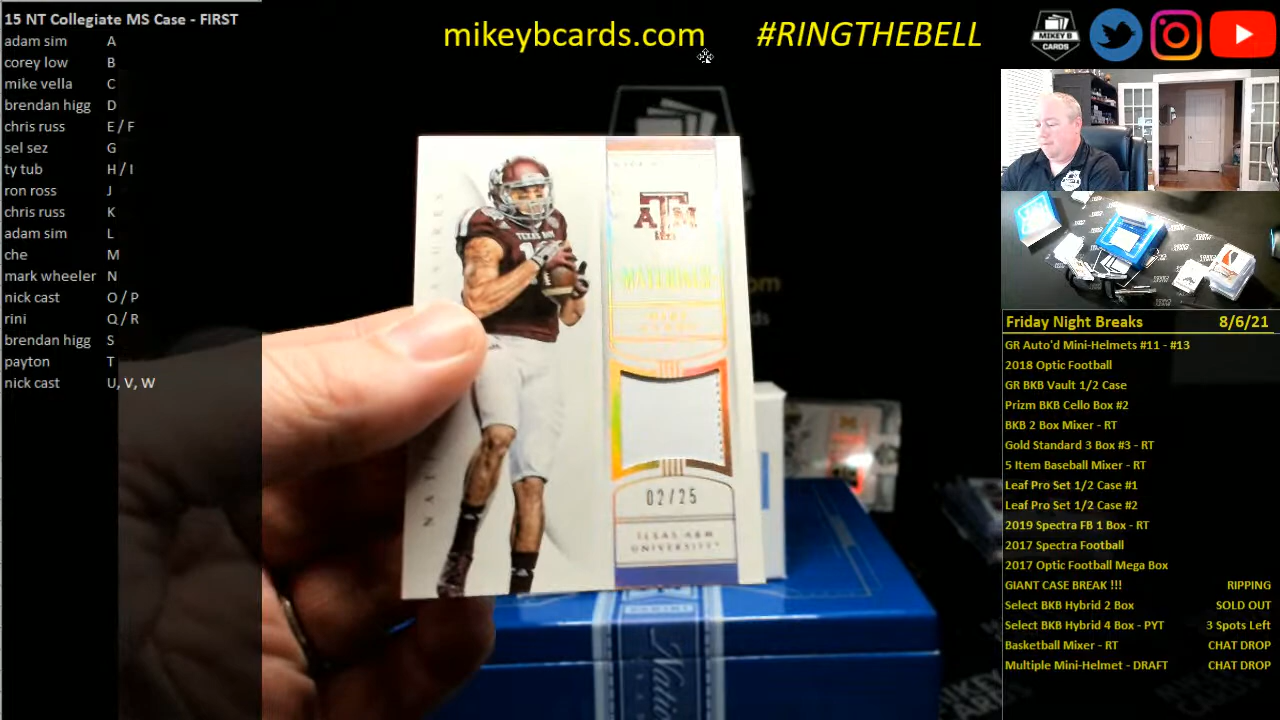 15 NT Collegiate MS Case - FIRST
adam sim A
corey low B
mike vella C
brendan higg D
chris russ E / F
sel sez G
ty tub H / I
ron ross J
chris russ K
adam sim L
che M
mark wheeler N
nick cast O / P
rini Q / R
brendan higg S
payton T
nick cast U, V, W
mikeybcards.com #RINGTHEBELL
MIKEY B
CARDS
TEXAS
ATM
MATERIALS
02/25
TEXAS A&M
UNIVERSITY
PANINI
Friday Night Breaks 8/6/21
GR Auto'd Mini-Helmets #11 - #13
2018 Optic Football
GR BKB Vault 1/2 Case
Prizm BKB Cello Box #2
BKB 2 Box Mixer - RT
Gold Standard 3 Box #3 - RT
5 Item Baseball Mixer - RT
Leaf Pro Set 1/2 Case #1
Leaf Pro Set 1/2 Case #2
2019 Spectra FB 1 Box - RT
2017 Spectra Football
2017 Optic Football Mega Box
GIANT CASE BREAK !!! RIPPING
Select BKB Hybrid 2 Box SOLD OUT
Select BKB Hybrid 4 Box - PYT 3 Spots Left
Basketball Mixer - RT CHAT DROP
Multiple Mini-Helmet - DRAFT CHAT DROP